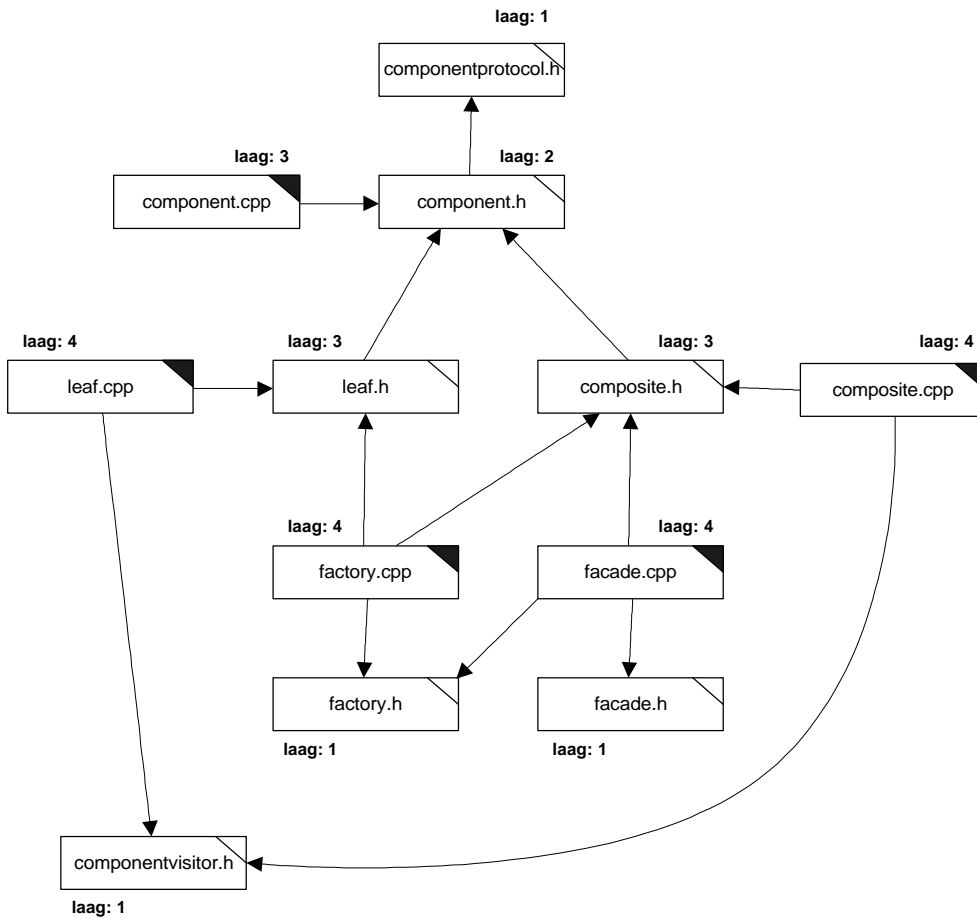 laag: 1
componentprotocol.h
laag: 3
laag: 2
component.cpp
component.h
laag: 4
laag: 3
laag: 3
laag: 4
leaf.cpp
leaf.h
composite.h
composite.cpp
laag: 4
laag: 4
factory.cpp
facade.cpp
factory.h
facade.h
laag: 1
laag: 1
componentvisitor.h
laag: 1